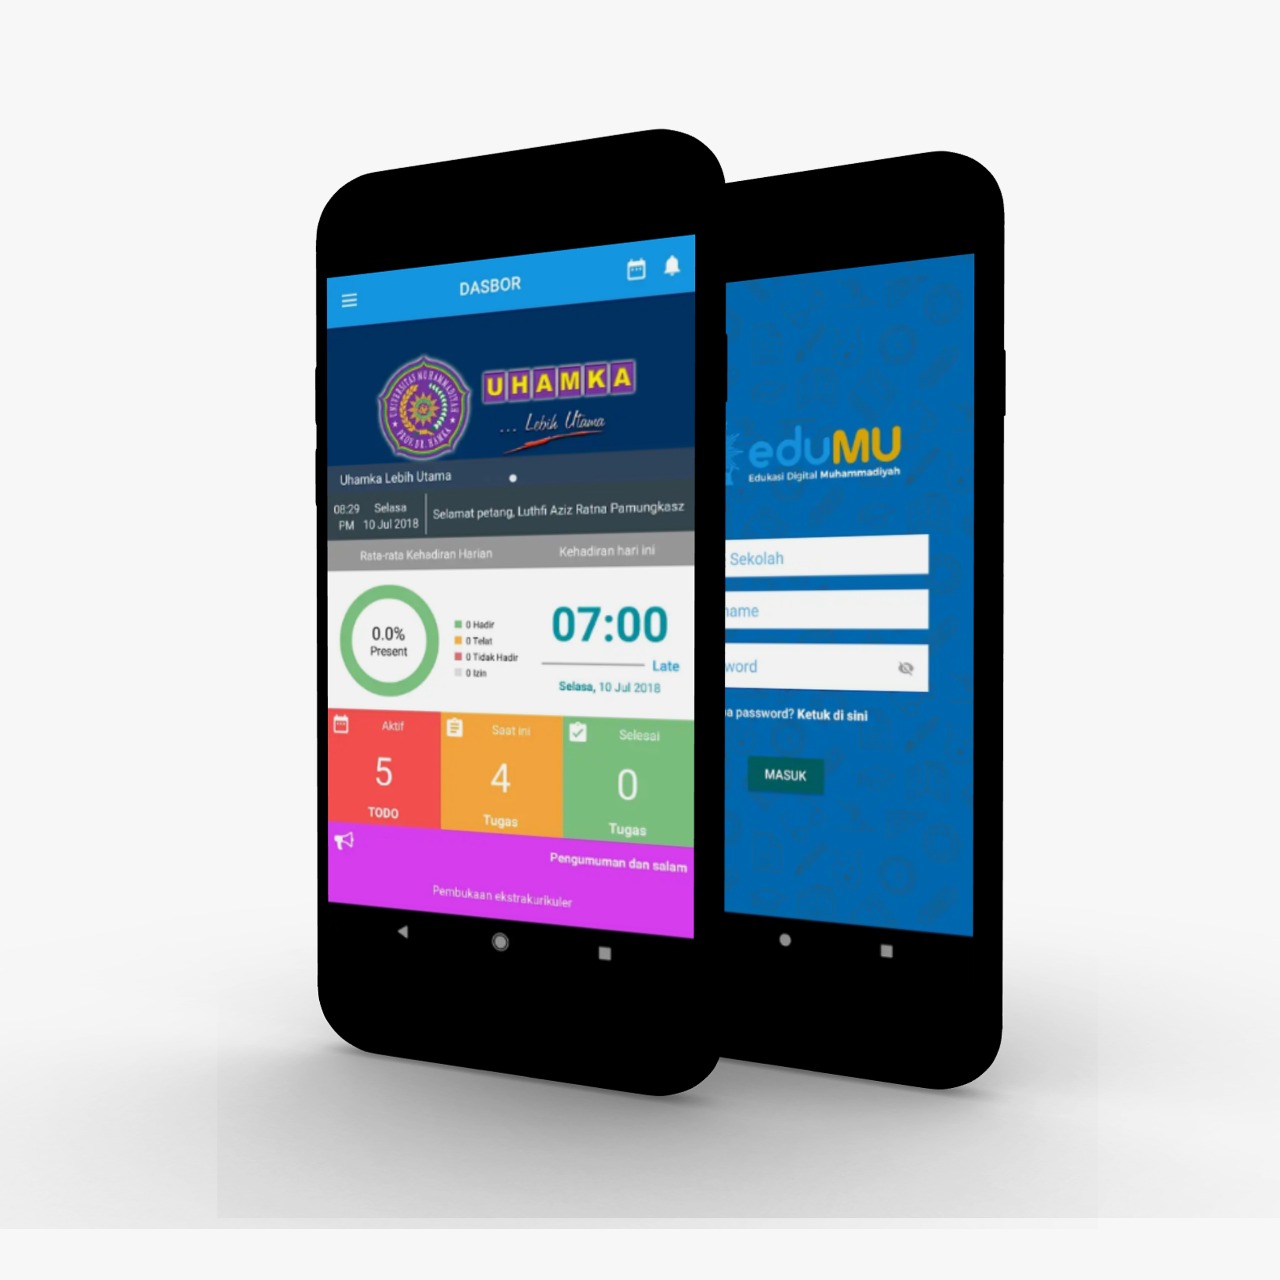 DASBOR
UNIVERSITAS MUHAMMADIYAH
PROF. DR. HAMKA
UHAMKA
... Lebih Utama
Uhamka Lebih Utama
08:29 PM
Selasa
10 Jul 2018
Selamat petang, Luthfi Aziz Ratna Pamungkasz
Rata-rata Kehadiran Harian
Kehadiran hari ini
0.0%
Present
0 Hadir
0 Telat
0 Tidak Hadir
0 Izin
07:00
Late
Selasa, 10 Jul 2018
Aktif
5
TODO
Saat ini
4
Tugas
Selesai
0
Tugas
Pengumuman dan salam
Pembukaan ekstrakurikuler
eduMU
Edukasi Digital Muhammadiyah
Sekolah
name
word
a password? Ketuk di sini
MASUK